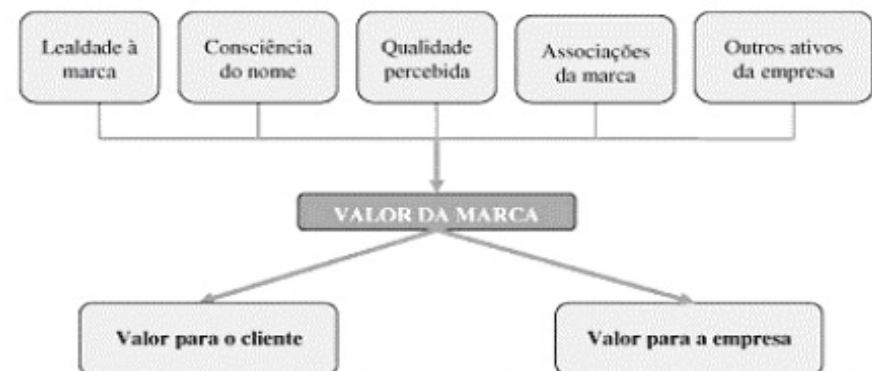 Lealdade à
marca
Consciência
do nome
Qualidade
percebida
Associações
da marca
Outros ativos
da empresa
VALOR DA MARCA
Valor para o cliente
Valor para a empresa